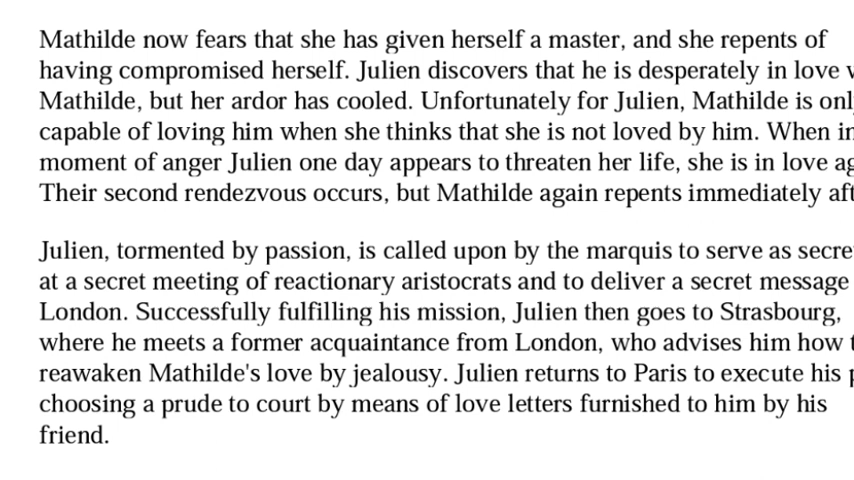 Mathilde now fears that she has given herself a master, and she repents of
having compromised herself. Julien discovers that he is desperately in love
Mathilde, but her ardor has cooled. Unfortunately for Julien, Mathilde is
capable of loving him when she thinks that she is not loved by him. When in
moment of anger Julien one day appears to threaten her life, she is in love
Their second rendezvous occurs, but Mathilde again repents immediately

Julien, tormented by passion, is called upon by the marquis to serve as
at a secret meeting of reactionary aristocrats and to deliver a secret message
London. Successfully fulfilling his mission, Julien then goes to Strasbourg,
where he meets a former acquaintance from London, who advises him how
reawaken Mathilde's love by jealousy. Julien returns to Paris to execute his
choosing a prude to court by means of love letters furnished to him by his
friend.